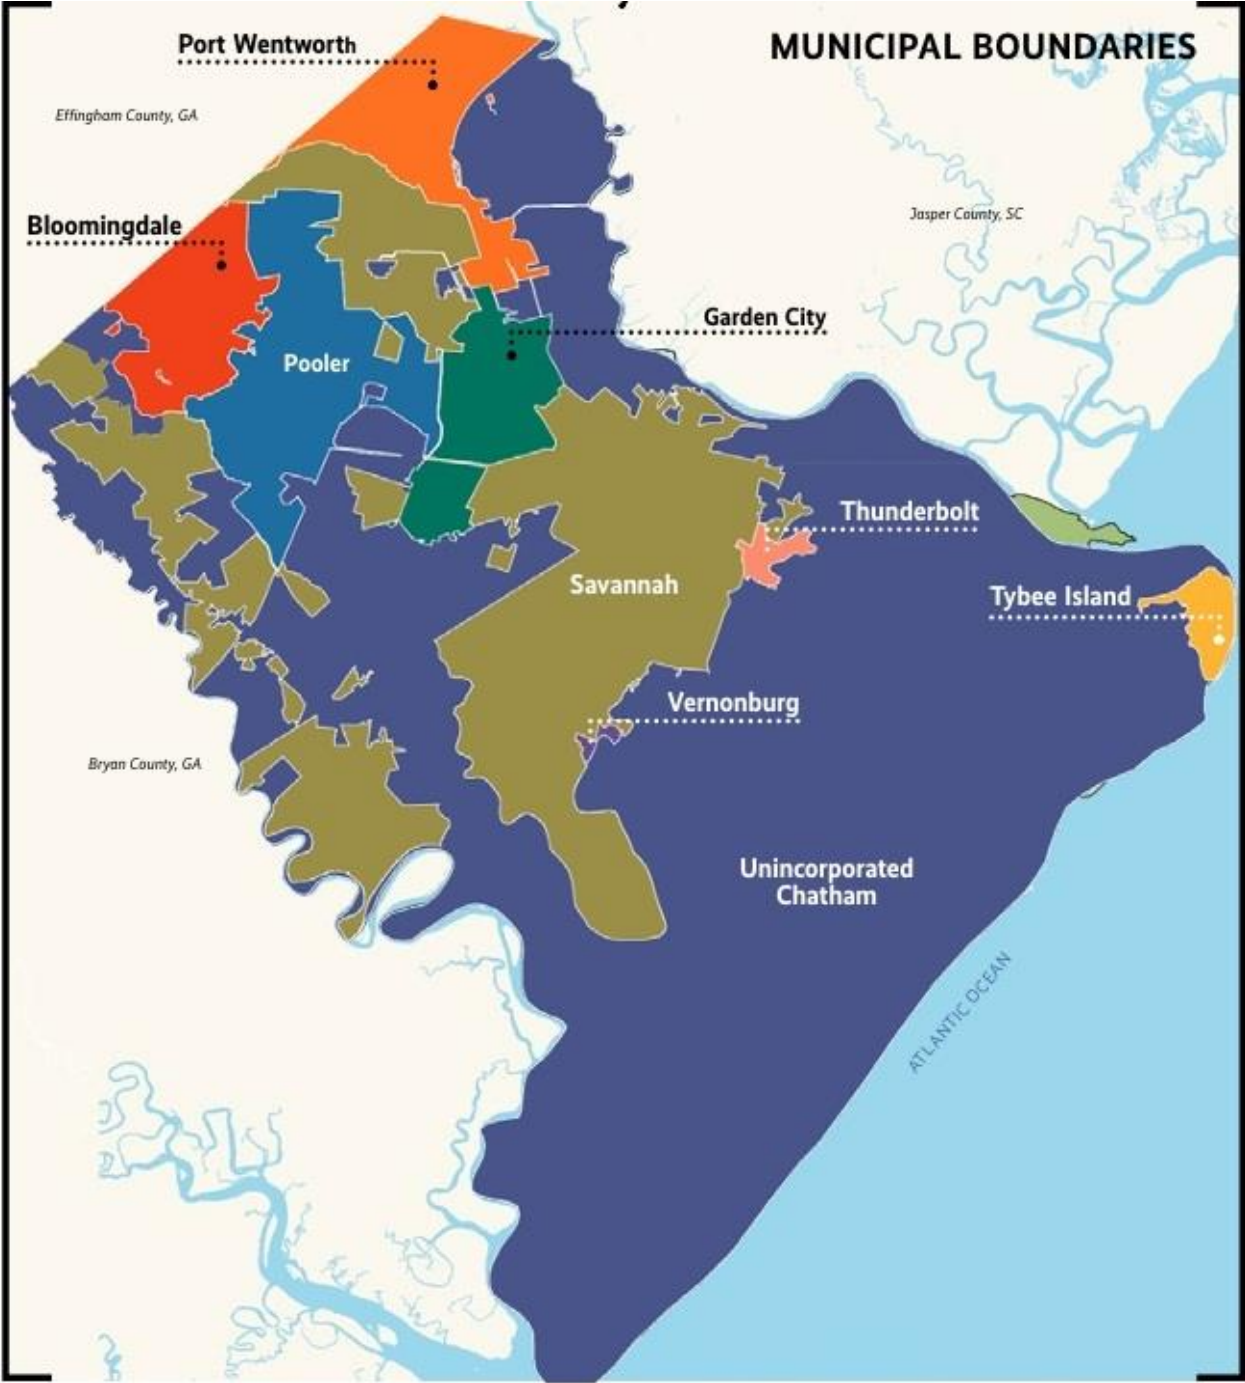 MUNICIPAL BOUNDARIES
Port Wentworth
Effingham County, GA
Bloomingdale
Jasper County, SC
Garden City
Pooler
Thunderbolt
Savannah
Tybee Island
Vernonburg
Bryan County, GA
Unincorporated
Chatham
ATLANTIC OCEAN